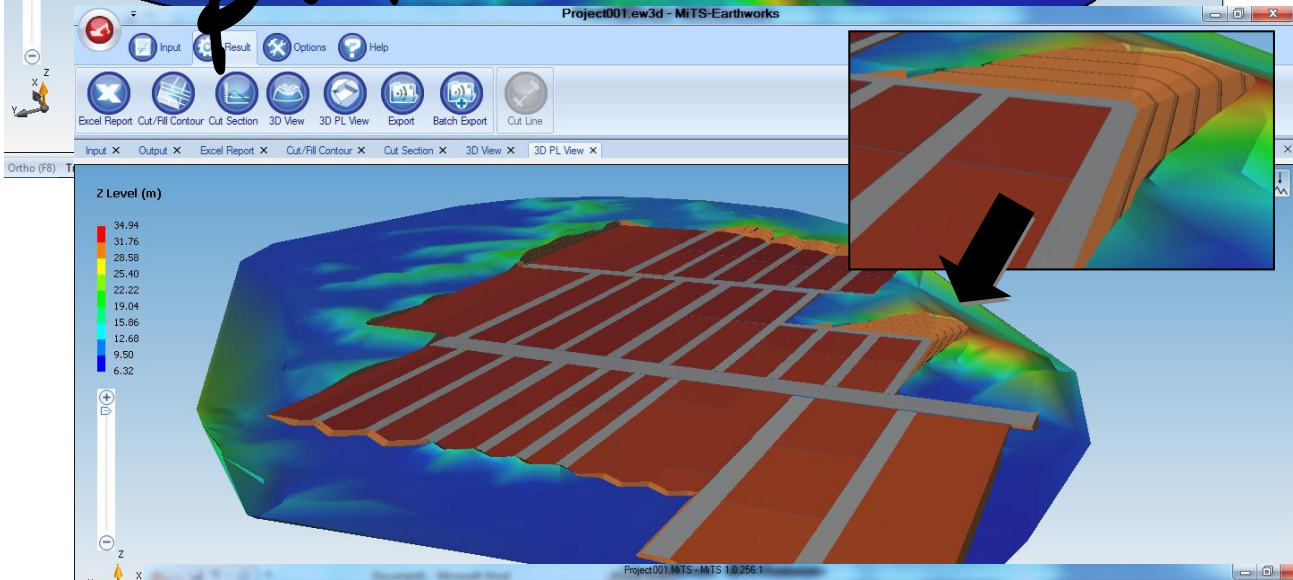 Project001.ew3d - MiTS-Earthworks
Input Result Options Help
Excel Report Cut/Fill Contour Cut Section 3D View 3D PL View Export Batch Export Cut Line
Input X Output X Excel Report X Cut/Fill Contour X Cut Section X 3D View X 3D PL View X
Ortho (F8)
Z
X
Y
Z Level (m)
34.94
31.76
28.58
25.40
22.22
19.04
15.86
12.68
9.50
6.32
Z
X
Project001.MiTS - MiTS 1.0.256.1